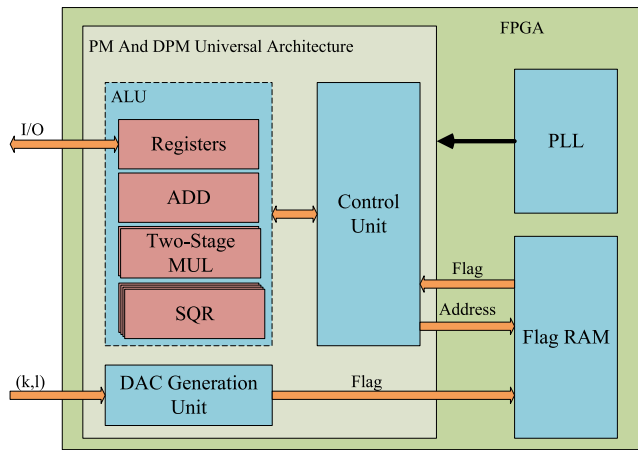 FPGA
PM And DPM Universal Architecture
ALU
I/O
Registers
ADD
Two-Stage
MUL
SQR
Control
Unit
PLL
Flag
Address
Flag RAM
(k,l)
DAC Generation
Unit
Flag